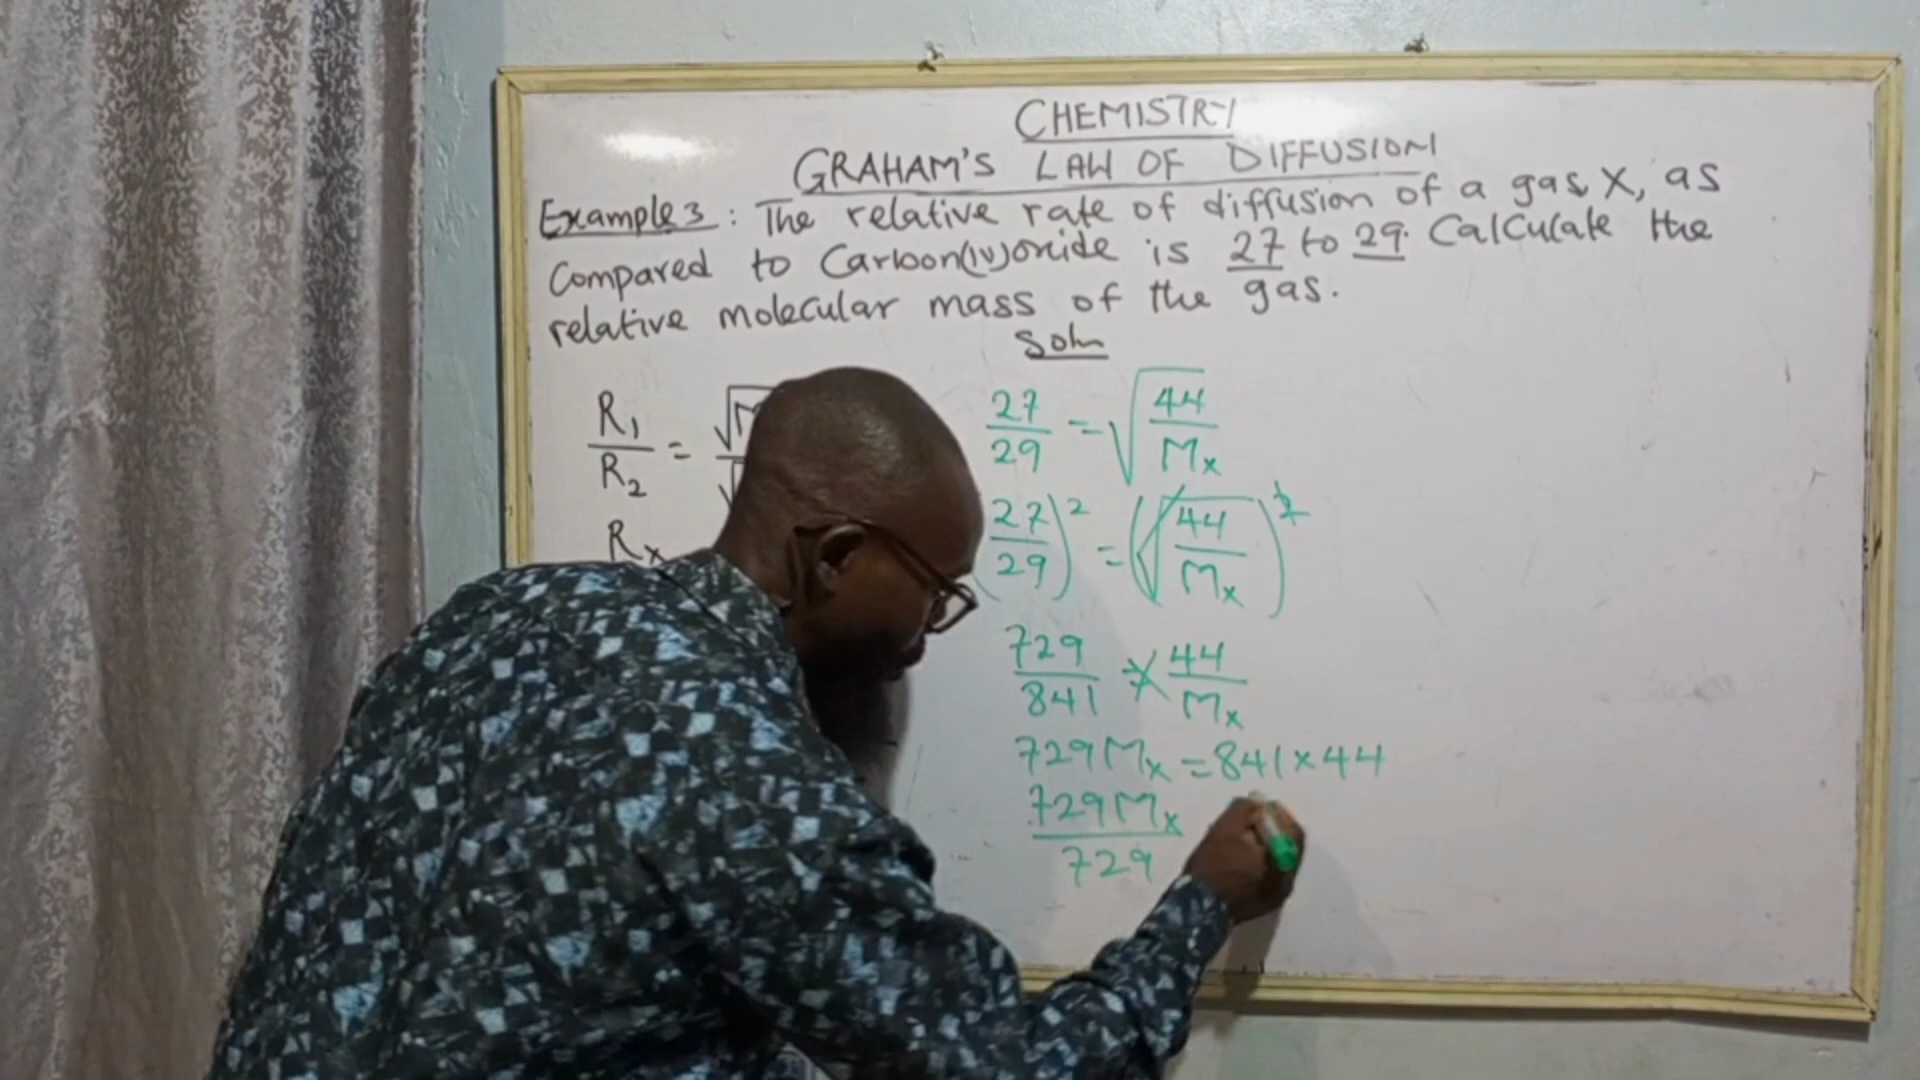 CHEMISTRY
GRAHAM'S LAW OF DIFFUSION
Example 3: The relative rate of diffusion of a gas X, as
Compared to Carbon(iv)oxide is 27 to 29. Calculate the
relative molecular mass of the gas.
Soln
R₁/R₂ = √M
Rₓ
27/29 = √(44/Mₓ)
(27/29)² = (√(44/Mₓ))²
729/841 = 44/Mₓ
729Mₓ = 841×44
729Mₓ/729